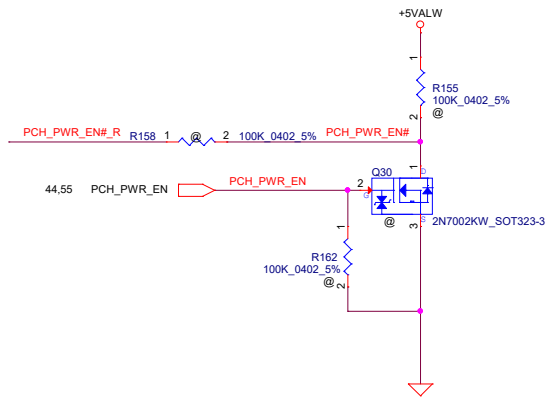 +5VALW
1
R155
100K_0402_5%
2
@
PCH_PWR_EN#_R
R158
1
@
2
100K_0402_5%
PCH_PWR_EN#
1
D
Q30
44,55
PCH_PWR_EN
PCH_PWR_EN
2
G
S
2N7002KW_SOT323-3
@
3
1
R162
100K_0402_5%
@
2